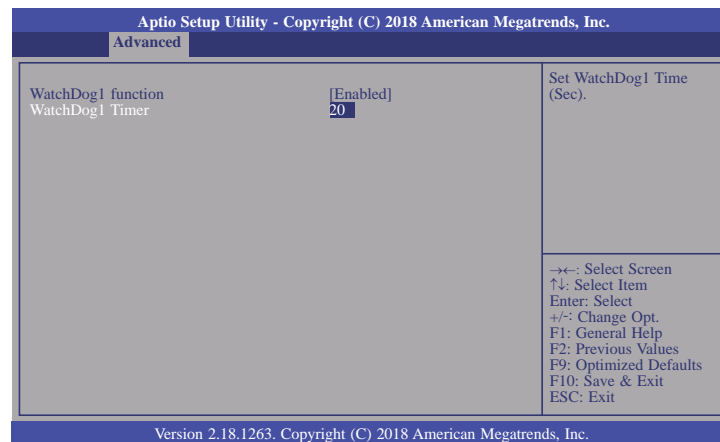 Aptio Setup Utility - Copyright (C) 2018 American Megatrends, Inc.
Advanced
WatchDog1 function [Enabled]
WatchDog1 Timer 20
Set WatchDog1 Time
(Sec).
→←: Select Screen
↑↓: Select Item
Enter: Select
+/-: Change Opt.
F1: General Help
F2: Previous Values
F9: Optimized Defaults
F10: Save & Exit
ESC: Exit
Version 2.18.1263. Copyright (C) 2018 American Megatrends, Inc.